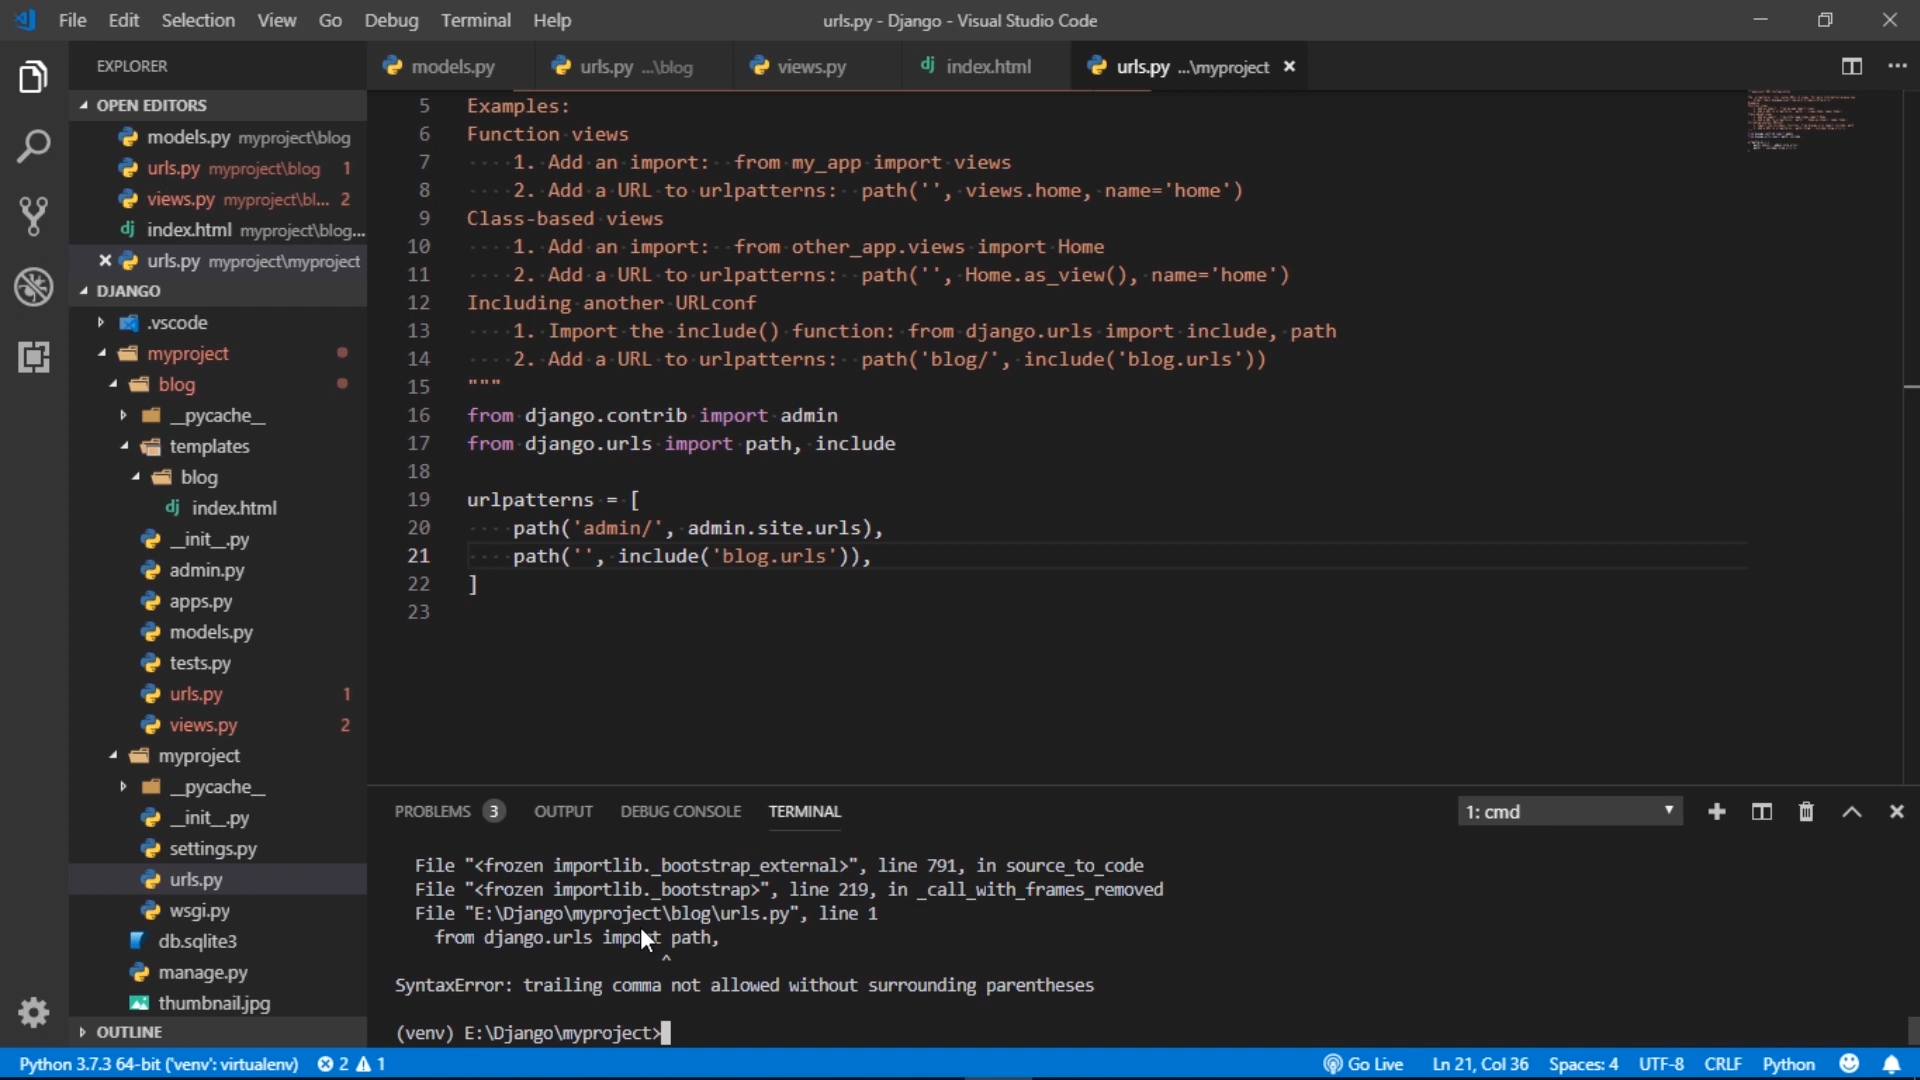 File Edit Selection View Go Debug Terminal Help
urls.py - Django - Visual Studio Code
EXPLORER
models.py
urls.py ...\blog
views.py
dj index.html
urls.py ...\myproject
OPEN EDITORS
models.py myproject\blog
urls.py myproject\blog 1
views.py myproject\bl... 2
dj index.html myproject\blog...
urls.py myproject\myproject
DJANGO
.vscode
myproject
blog
__pycache__
templates
blog
dj index.html
__init__.py
admin.py
apps.py
models.py
tests.py
urls.py 1
views.py 2
myproject
__pycache__
__init__.py
settings.py
urls.py
wsgi.py
db.sqlite3
manage.py
thumbnail.jpg
OUTLINE
5 Examples:
6 Function views
7     1. Add an import:  from my_app import views
8     2. Add a URL to urlpatterns:  path('', views.home, name='home')
9 Class-based views
10     1. Add an import:  from other_app.views import Home
11     2. Add a URL to urlpatterns:  path('', Home.as_view(), name='home')
12 Including another URLconf
13     1. Import the include() function: from django.urls import include, path
14     2. Add a URL to urlpatterns:  path('blog/', include('blog.urls'))
15 """
16 from django.contrib import admin
17 from django.urls import path, include
18
19 urlpatterns = [
20     path('admin/', admin.site.urls),
21     path('', include('blog.urls')),
22 ]
23
PROBLEMS 3 OUTPUT DEBUG CONSOLE TERMINAL
1: cmd
File "<frozen importlib._bootstrap_external>", line 791, in source_to_code
File "<frozen importlib._bootstrap>", line 219, in _call_with_frames_removed
File "E:\Django\myproject\blog\urls.py", line 1
from django.urls import path,
^
SyntaxError: trailing comma not allowed without surrounding parentheses
(venv) E:\Django\myproject>
Python 3.7.3 64-bit ('venv': virtualenv) 2 1
Go Live Ln 21, Col 36 Spaces: 4 UTF-8 CRLF Python